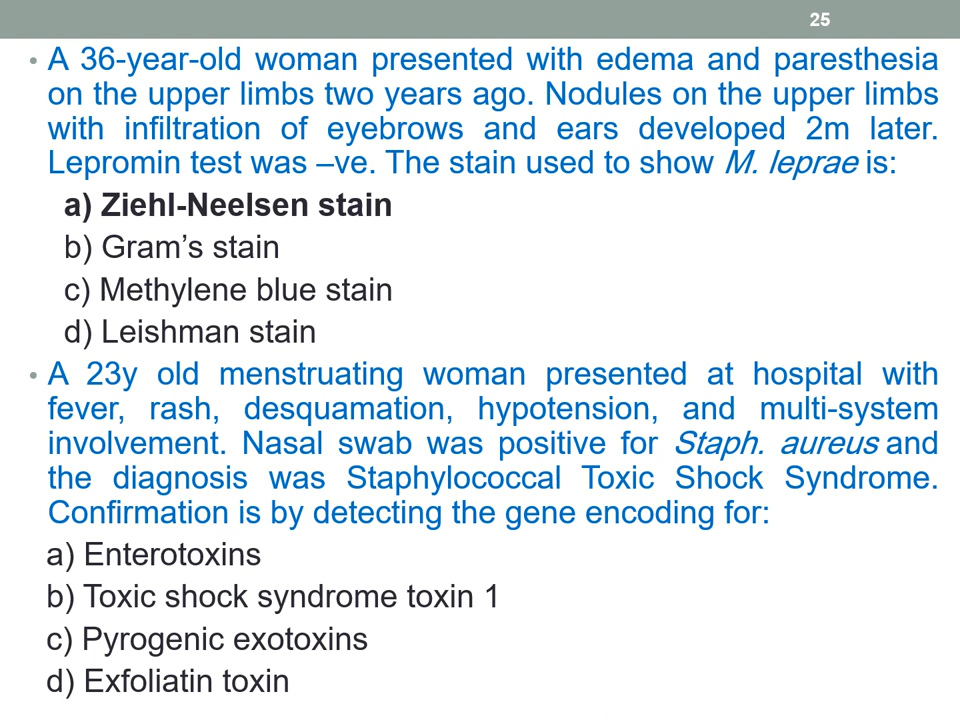 25
• A 36-year-old woman presented with edema and paresthesia
on the upper limbs two years ago. Nodules on the upper limbs
with infiltration of eyebrows and ears developed 2m later.
Lepromin test was –ve. The stain used to show M. leprae is:
a) Ziehl-Neelsen stain
b) Gram’s stain
c) Methylene blue stain
d) Leishman stain
• A 23y old menstruating woman presented at hospital with
fever, rash, desquamation, hypotension, and multi-system
involvement. Nasal swab was positive for Staph. aureus and
the diagnosis was Staphylococcal Toxic Shock Syndrome.
Confirmation is by detecting the gene encoding for:
a) Enterotoxins
b) Toxic shock syndrome toxin 1
c) Pyrogenic exotoxins
d) Exfoliatin toxin